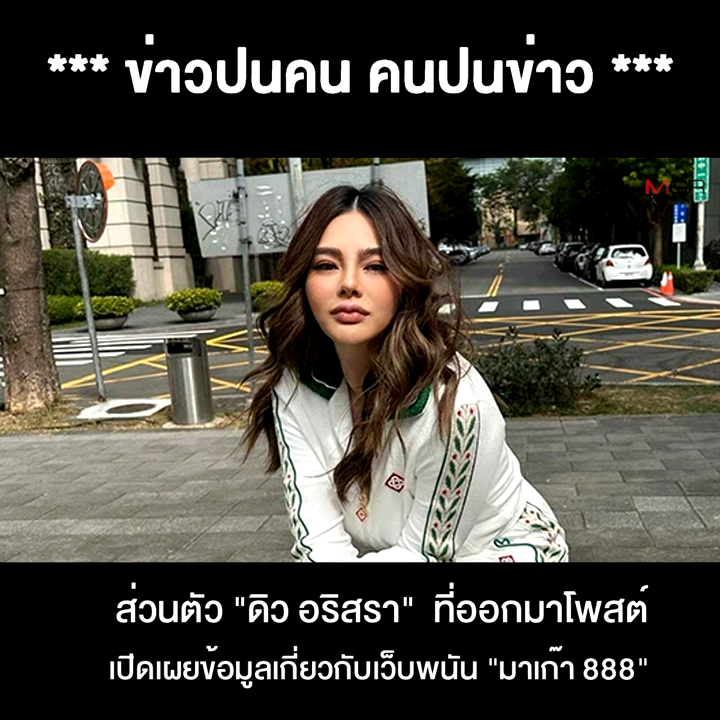 *** ข่าวปนคน คนปนข่าว ***
ส่วนตัว "ดิว อริสรา" ที่ออกมาโพสต์
เปิดเผยข้อมูลเกี่ยวกับเว็บพนัน "มาเก๊า 888"